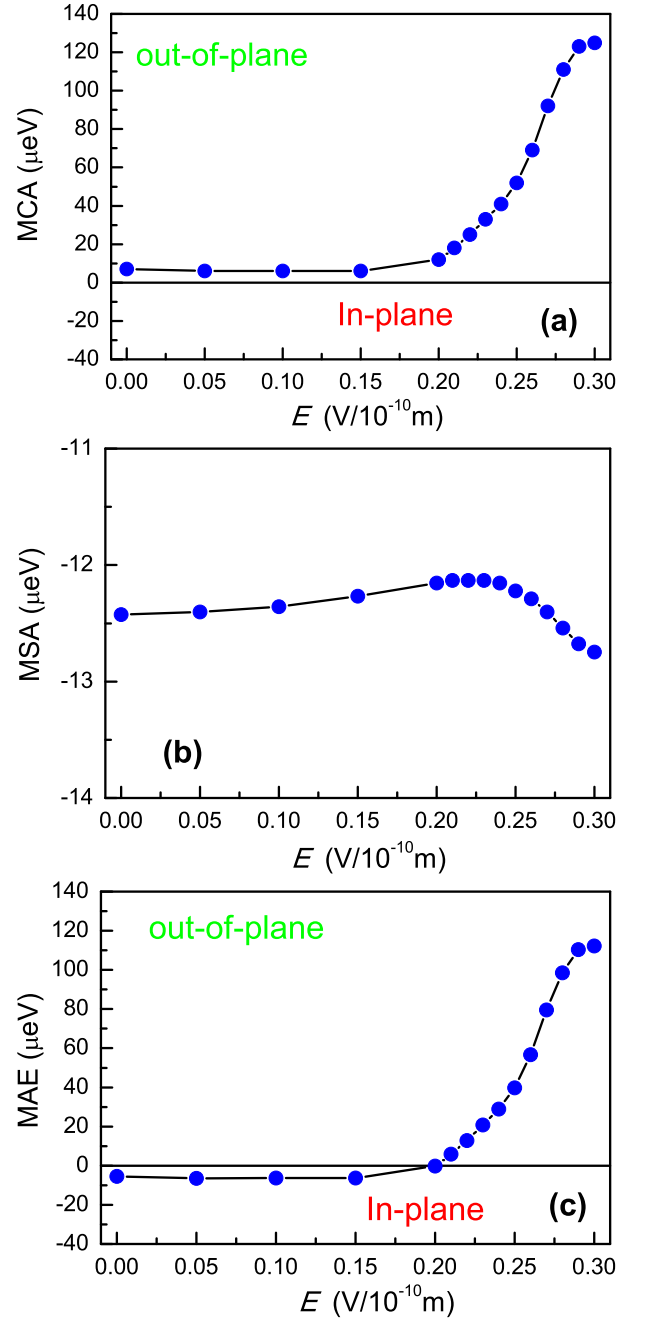 140
120
100
80
60
40
20
0
-20
-40
MCA (μeV)
out-of-plane
In-plane
(a)
0.00 0.05 0.10 0.15 0.20 0.25 0.30
E (V/10⁻¹⁰m)
-11
-12
-13
-14
MSA (μeV)
(b)
0.00 0.05 0.10 0.15 0.20 0.25 0.30
E (V/10⁻¹⁰m)
140
120
100
80
60
40
20
0
-20
-40
MAE (μeV)
out-of-plane
In-plane
(c)
0.00 0.05 0.10 0.15 0.20 0.25 0.30
E (V/10⁻¹⁰m)